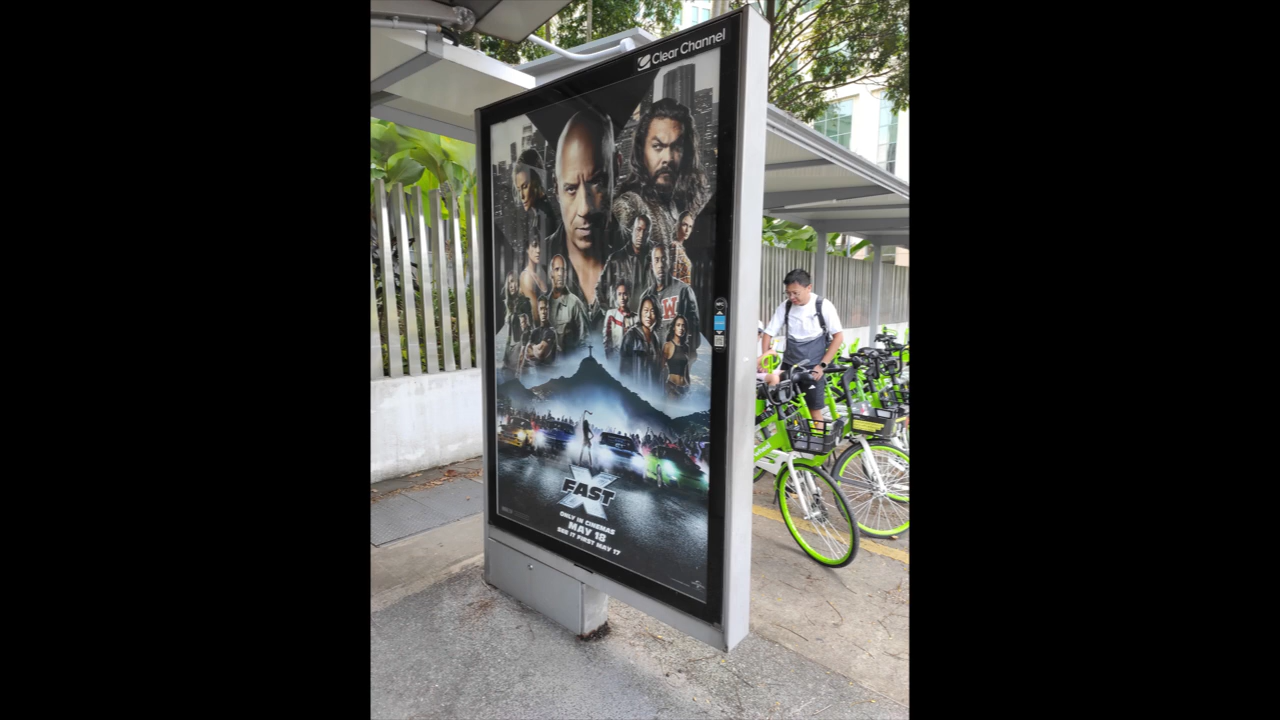 Clear Channel
W
FAST
X
ONLY IN CINEMAS
MAY 18
SEE IT FIRST MAY 17